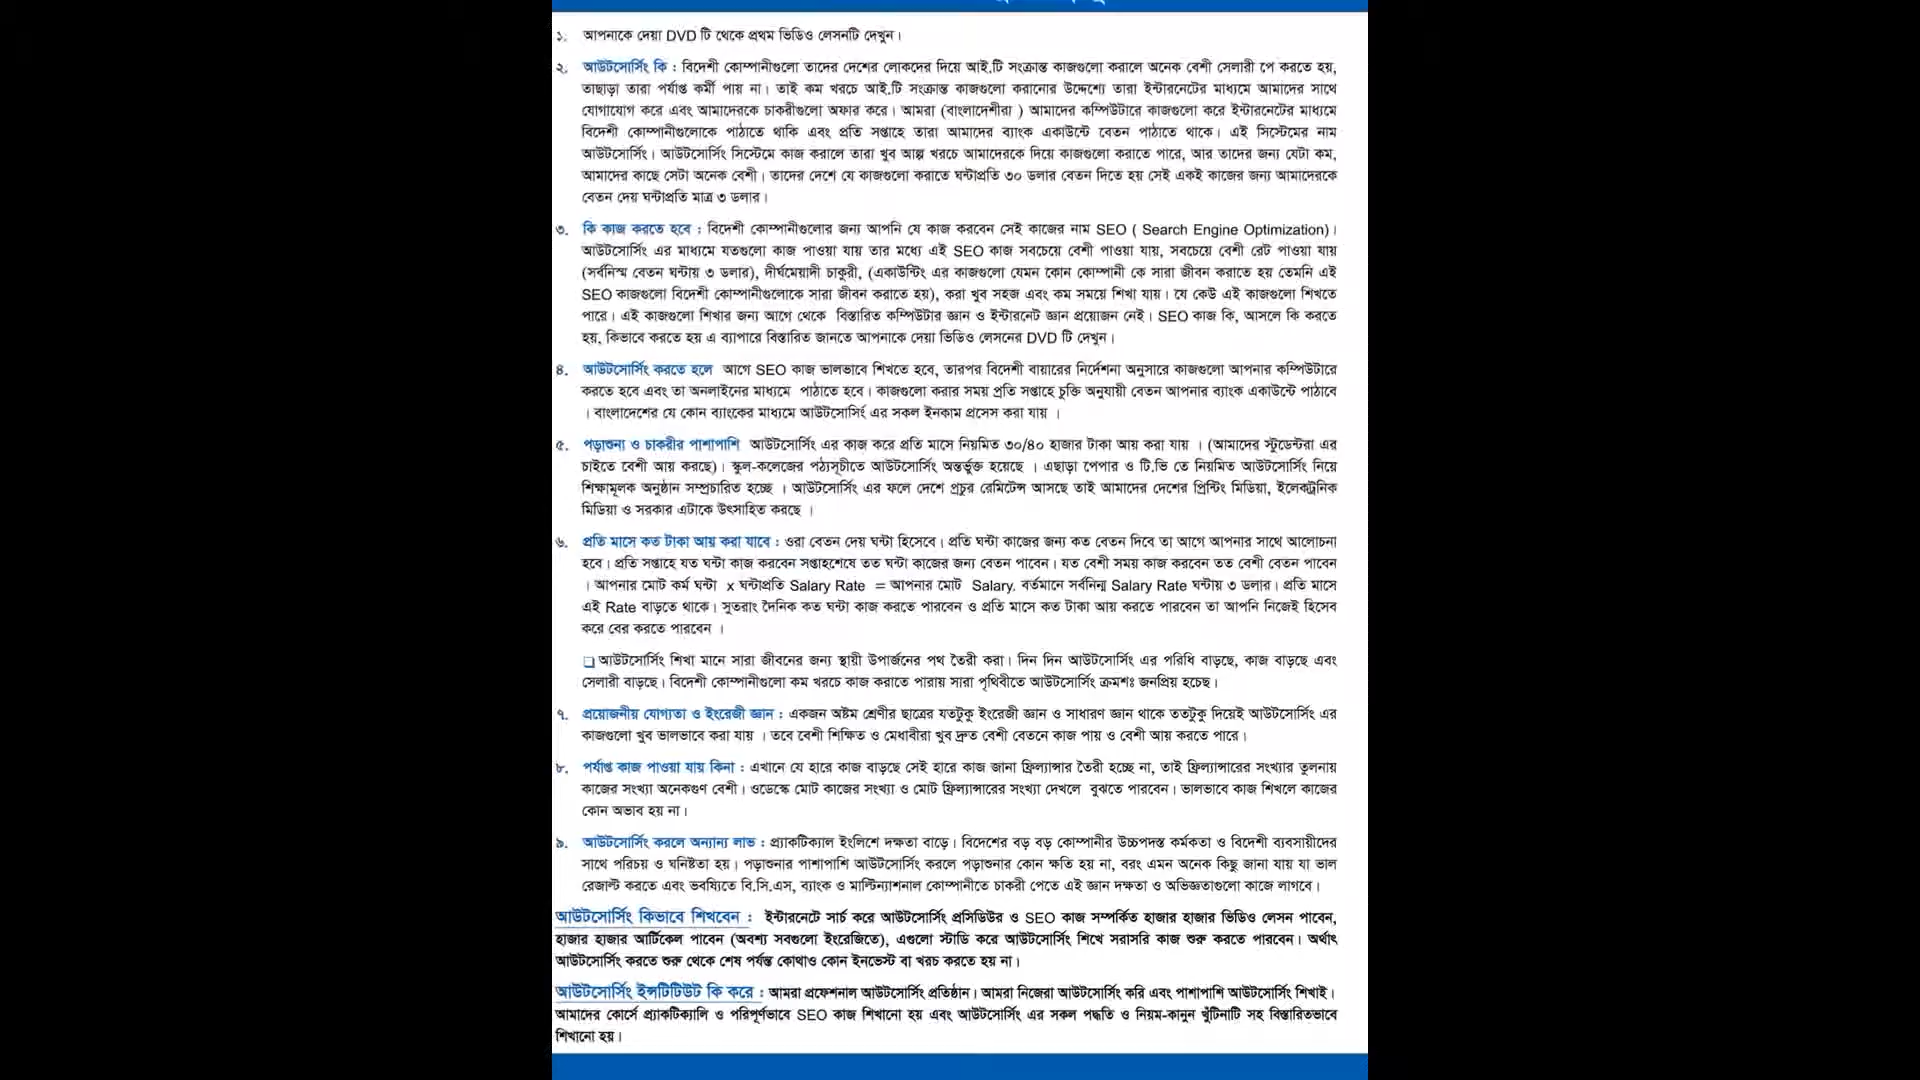 ১. আপনাকে দেয়া DVD টি থেকে প্রথম ভিডিও লেসনটি দেখুন।
২. আউটসোর্সিং কি : বিদেশী কোম্পানীগুলো তাদের দেশের লোকদের দিয়ে আই.টি সংক্রান্ত কাজগুলো করালে অনেক বেশী সেলারী পে করতে হয়,
তাছাড়া তারা পর্যাপ্ত কর্মী পায় না। তাই কম খরচে আই.টি সংক্রান্ত কাজগুলো করানোর উদ্দেশ্যে তারা ইন্টারনেটের মাধ্যমে আমাদের সাথে
যোগাযোগ করে এবং আমাদেরকে চাকরীগুলো অফার করে। আমরা (বাংলাদেশীরা ) আমাদের কম্পিউটারে কাজগুলো করে ইন্টারনেটের মাধ্যমে
বিদেশী কোম্পানীগুলোকে পাঠাতে থাকি এবং প্রতি সপ্তাহে তারা আমাদের ব্যাংক একাউন্টে বেতন পাঠাতে থাকে। এই সিস্টেমের নাম
আউটসোর্সিং। আউটসোর্সিং সিস্টেমে কাজ করালে তারা খুব আল্প খরচে আমাদেরকে দিয়ে কাজগুলো করাতে পারে, আর তাদের জন্য যেটা কম,
আমাদের কাছে সেটা অনেক বেশী। তাদের দেশে যে কাজগুলো করাতে ঘন্টাপ্রতি ৩০ ডলার বেতন দিতে হয় সেই একই কাজের জন্য আমাদেরকে
বেতন দেয় ঘন্টাপ্রতি মাত্র ৩ ডলার।
৩. কি কাজ করতে হবে : বিদেশী কোম্পানীগুলোর জন্য আপনি যে কাজ করবেন সেই কাজের নাম SEO ( Search Engine Optimization)।
আউটসোর্সিং এর মাধ্যমে যতগুলো কাজ পাওয়া যায় তার মধ্যে এই SEO কাজ সবচেয়ে বেশী পাওয়া যায়, সবচেয়ে বেশী রেট পাওয়া যায়
(সর্বনিম্ম বেতন ঘন্টায় ৩ ডলার), দীর্ঘমেয়াদী চাকুরী, (একাউন্টিং এর কাজগুলো যেমন কোন কোম্পানী কে সারা জীবন করাতে হয় তেমনি এই
SEO কাজগুলো বিদেশী কোম্পানীগুলোকে সারা জীবন করাতে হয়), করা খুব সহজ এবং কম সময়ে শিখা যায়। যে কেউ এই কাজগুলো শিখতে
পারে। এই কাজগুলো শিখার জন্য আগে থেকে বিস্তারিত কম্পিউটার জ্ঞান ও ইন্টারনেট জ্ঞান প্রয়োজন নেই। SEO কাজ কি, আসলে কি করতে
হয়, কিভাবে করতে হয় এ ব্যাপারে বিস্তারিত জানতে আপনাকে দেয়া ভিডিও লেসনের DVD টি দেখুন।
৪. আউটসোর্সিং করতে হলে আগে SEO কাজ ভালভাবে শিখতে হবে, তারপর বিদেশী বায়ারের নির্দেশনা অনুসারে কাজগুলো আপনার কম্পিউটারে
করতে হবে এবং তা অনলাইনের মাধ্যমে পাঠাতে হবে। কাজগুলো করার সময় প্রতি সপ্তাহে চুক্তি অনুযায়ী বেতন আপনার ব্যাংক একাউন্টে পাঠাবে
। বাংলাদেশের যে কোন ব্যাংকের মাধ্যমে আউটসোসিং এর সকল ইনকাম প্রসেস করা যায় ।
৫. পড়াশুনা ও চাকরীর পাশাপাশি আউটসোর্সিং এর কাজ করে প্রতি মাসে নিয়মিত ৩০/৪০ হাজার টাকা আয় করা যায় । (আমাদের স্টুডেন্টরা এর
চাইতে বেশী আয় করছে)। স্কুল-কলেজের পঠ্যসূচীতে আউটসোর্সিং অন্তর্ভুক্ত হয়েছে । এছাড়া পেপার ও টি.ভি তে নিয়মিত আউটসোর্সিং নিয়ে
শিক্ষামূলক অনুষ্ঠান সম্প্রচারিত হচ্ছে । আউটসোর্সিং এর ফলে দেশে প্রচুর রেমিটেন্স আসছে তাই আমাদের দেশের প্রিন্টিং মিডিয়া, ইলেকট্রনিক
মিডিয়া ও সরকার এটাকে উৎসাহিত করছে ।
৬. প্রতি মাসে কত টাকা আয় করা যাবে : ওরা বেতন দেয় ঘন্টা হিসেবে। প্রতি ঘন্টা কাজের জন্য কত বেতন দিবে তা আগে আপনার সাথে আলোচনা
হবে। প্রতি সপ্তাহে যত ঘন্টা কাজ করবেন সপ্তাহশেষে তত ঘন্টা কাজের জন্য বেতন পাবেন। যত বেশী সময় কাজ করবেন তত বেশী বেতন পাবেন
। আপনার মোট কর্ম ঘন্টা x ঘন্টাপ্রতি Salary Rate = আপনার মোট Salary. বর্তমানে সর্বনিন্ম Salary Rate ঘন্টায় ৩ ডলার। প্রতি মাসে
এই Rate বাড়তে থাকে। সুতরাং দৈনিক কত ঘন্টা কাজ করতে পারবেন ও প্রতি মাসে কত টাকা আয় করতে পারবেন তা আপনি নিজেই হিসেব
করে বের করতে পারবেন ।
❑ আউটসোর্সিং শিখা মানে সারা জীবনের জন্য স্থায়ী উপার্জনের পথ তৈরী করা। দিন দিন আউটসোর্সিং এর পরিধি বাড়ছে, কাজ বাড়ছে এবং
সেলারী বাড়ছে। বিদেশী কোম্পানীগুলো কম খরচে কাজ করাতে পারায় সারা পৃথিবীতে আউটসোর্সিং ক্রমশঃ জনপ্রিয় হচেছ।
৭. প্রয়োজনীয় যোগ্যতা ও ইংরেজী জ্ঞান : একজন অষ্টম শ্রেণীর ছাত্রের যতটুকু ইংরেজী জ্ঞান ও সাধারণ জ্ঞান থাকে ততটুকু দিয়েই আউটসোর্সিং এর
কাজগুলো খুব ভালভাবে করা যায় । তবে বেশী শিক্ষিত ও মেধাবীরা খুব দ্রুত বেশী বেতনে কাজ পায় ও বেশী আয় করতে পারে।
৮. পর্যাপ্ত কাজ পাওয়া যায় কিনা : এখানে যে হারে কাজ বাড়ছে সেই হারে কাজ জানা ফ্রিল্যান্সার তৈরী হচ্ছে না, তাই ফ্রিল্যান্সারের সংখ্যার তুলনায়
কাজের সংখ্যা অনেকগুণ বেশী। ওডেস্কে মোট কাজের সংখ্যা ও মোট ফ্রিল্যান্সারের সংখ্যা দেখলে বুঝতে পারবেন। ভালভাবে কাজ শিখলে কাজের
কোন অভাব হয় না।
৯. আউটসোর্সিং করলে অন্যান্য লাভ : প্র্যাকটিক্যাল ইংলিশে দক্ষতা বাড়ে। বিদেশের বড় বড় কোম্পানীর উচ্চপদস্ত কর্মকতা ও বিদেশী ব্যবসায়ীদের
সাথে পরিচয় ও ঘনিষ্টতা হয়। পড়াশুনার পাশাপাশি আউটসোর্সিং করলে পড়াশুনার কোন ক্ষতি হয় না, বরং এমন অনেক কিছু জানা যায় যা ভাল
রেজাল্ট করতে এবং ভবষ্যিতে বি.সি.এস, ব্যাংক ও মাল্টিন্যাশনাল কোম্পানীতে চাকরী পেতে এই জ্ঞান দক্ষতা ও অভিজ্ঞতাগুলো কাজে লাগবে।
আউটসোর্সিং কিভাবে শিখবেন : ইন্টারনেটে সার্চ করে আউটসোর্সিং প্রসিডিউর ও SEO কাজ সম্পর্কিত হাজার হাজার ভিডিও লেসন পাবেন,
হাজার হাজার আর্টিকেল পাবেন (অবশ্য সবগুলো ইংরেজিতে), এগুলো স্টাডি করে আউটসোর্সিং শিখে সরাসরি কাজ শুরু করতে পারবেন। অর্থাৎ
আউটসোর্সিং করতে শুরু থেকে শেষ পর্যন্ত কোথাও কোন ইনভেস্ট বা খরচ করতে হয় না।
আউটসোর্সিং ইন্সটিটিউট কি করে : আমরা প্রফেশনাল আউটসোর্সিং প্রতিষ্ঠান। আমরা নিজেরা আউটসোর্সিং করি এবং পাশাপাশি আউটসোর্সিং শিখাই।
আমাদের কোর্সে প্র্যাকটিক্যালি ও পরিপূর্ণভাবে SEO কাজ শিখানো হয় এবং আউটসোর্সিং এর সকল পদ্ধতি ও নিয়ম-কানুন খুঁটিনাটি সহ বিস্তারিতভাবে
শিখানো হয়।